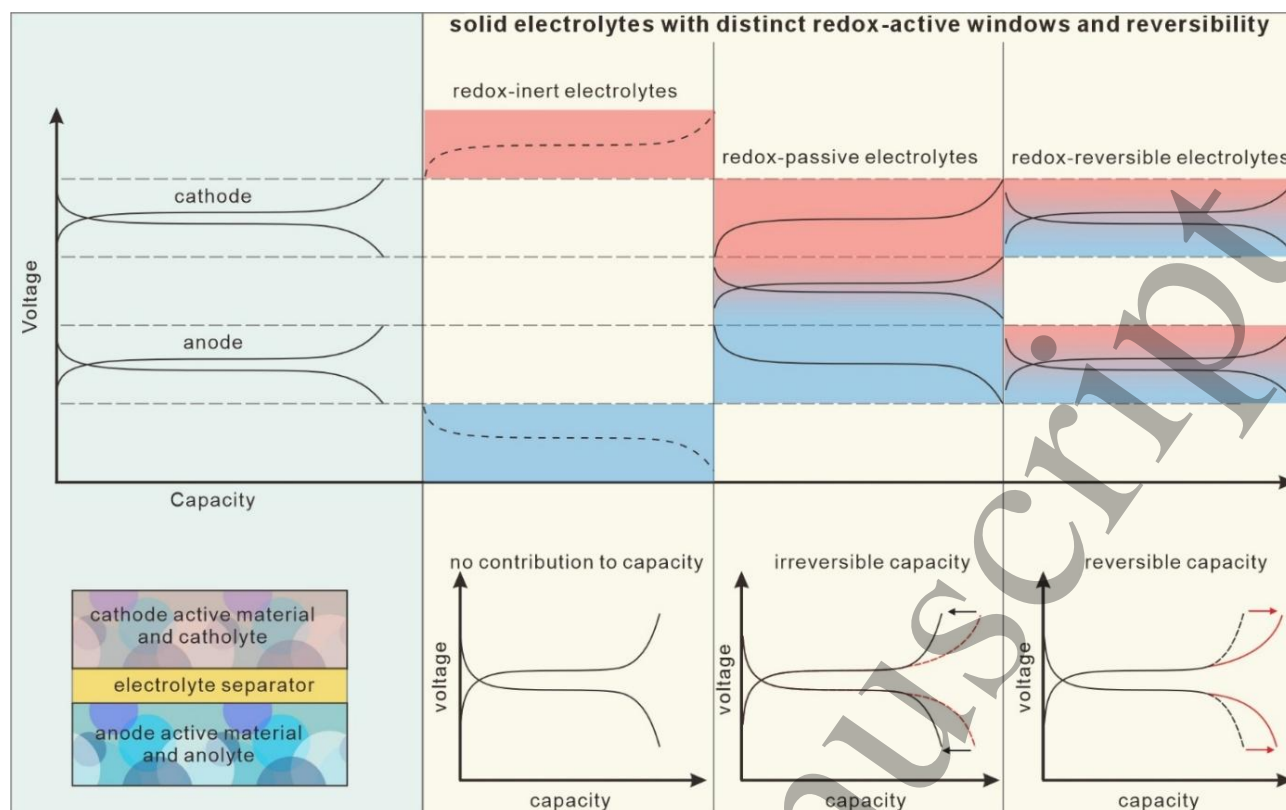 solid electrolytes with distinct redox-active windows and reversibility
redox-inert electrolytes
redox-passive electrolytes
redox-reversible electrolytes
cathode
anode
Voltage
Capacity
cathode active material
and catholyte
electrolyte separator
anode active material
and anolyte
no contribution to capacity
voltage
capacity
irreversible capacity
voltage
capacity
reversible capacity
voltage
capacity
uscript